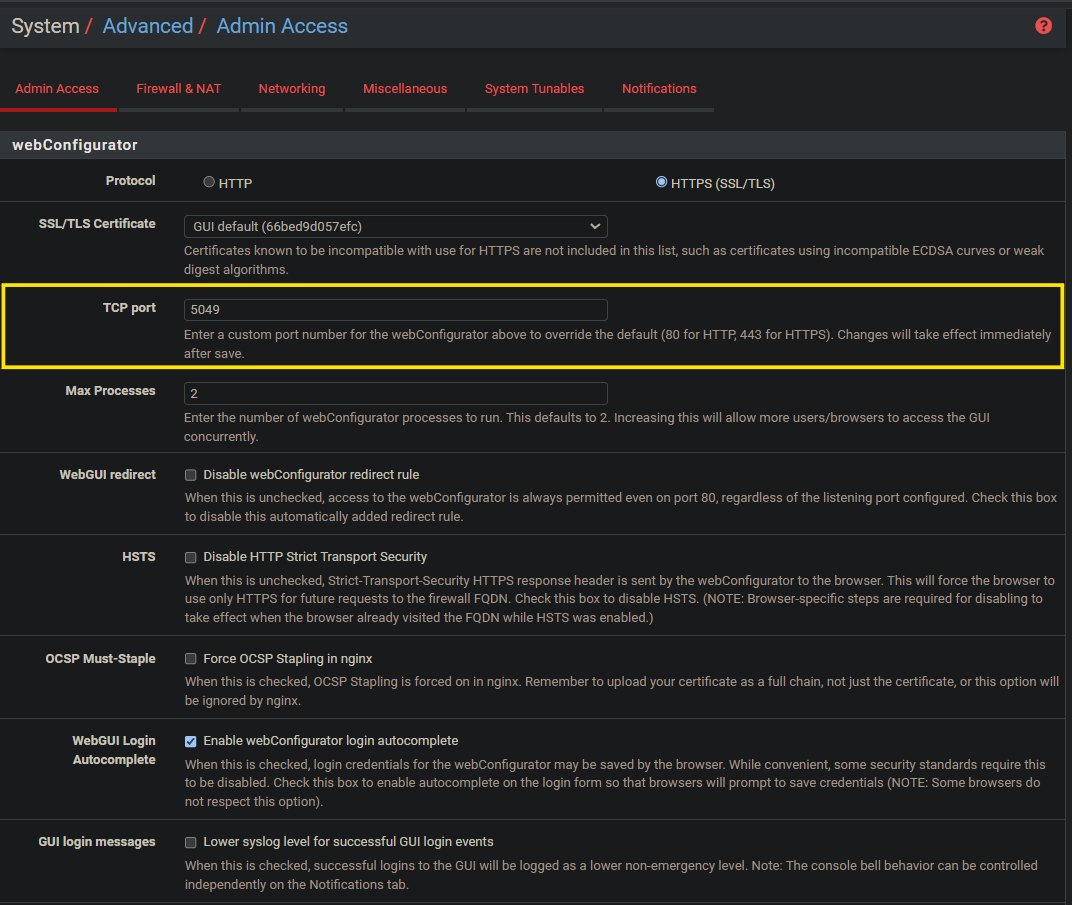 System / Advanced / Admin Access ?
Admin Access Firewall & NAT Networking Miscellaneous System Tunables Notifications
webConfigurator
Protocol HTTP HTTPS (SSL/TLS)
SSL/TLS Certificate GUI default (66bed9d057efc)
Certificates known to be incompatible with use for HTTPS are not included in this list, such as certificates using incompatible ECDSA curves or weak
digest algorithms.
TCP port 5049
Enter a custom port number for the webConfigurator above to override the default (80 for HTTP, 443 for HTTPS). Changes will take effect immediately
after save.
Max Processes 2
Enter the number of webConfigurator processes to run. This defaults to 2. Increasing this will allow more users/browsers to access the GUI
concurrently.
WebGUI redirect Disable webConfigurator redirect rule
When this is unchecked, access to the webConfigurator is always permitted even on port 80, regardless of the listening port configured. Check this box
to disable this automatically added redirect rule.
HSTS Disable HTTP Strict Transport Security
When this is unchecked, Strict-Transport-Security HTTPS response header is sent by the webConfigurator to the browser. This will force the browser to
use only HTTPS for future requests to the firewall FQDN. Check this box to disable HSTS. (NOTE: Browser-specific steps are required for disabling to
take effect when the browser already visited the FQDN while HSTS was enabled.)
OCSP Must-Staple Force OCSP Stapling in nginx
When this is checked, OCSP Stapling is forced on in nginx. Remember to upload your certificate as a full chain, not just the certificate, or this option will
be ignored by nginx.
WebGUI Login
Autocomplete
Enable webConfigurator login autocomplete
When this is checked, login credentials for the webConfigurator may be saved by the browser. While convenient, some security standards require this
to be disabled. Check this box to enable autocomplete on the login form so that browsers will prompt to save credentials (NOTE: Some browsers do
not respect this option).
GUI login messages Lower syslog level for successful GUI login events
When this is checked, successful logins to the GUI will be logged as a lower non-emergency level. Note: The console bell behavior can be controlled
independently on the Notifications tab.